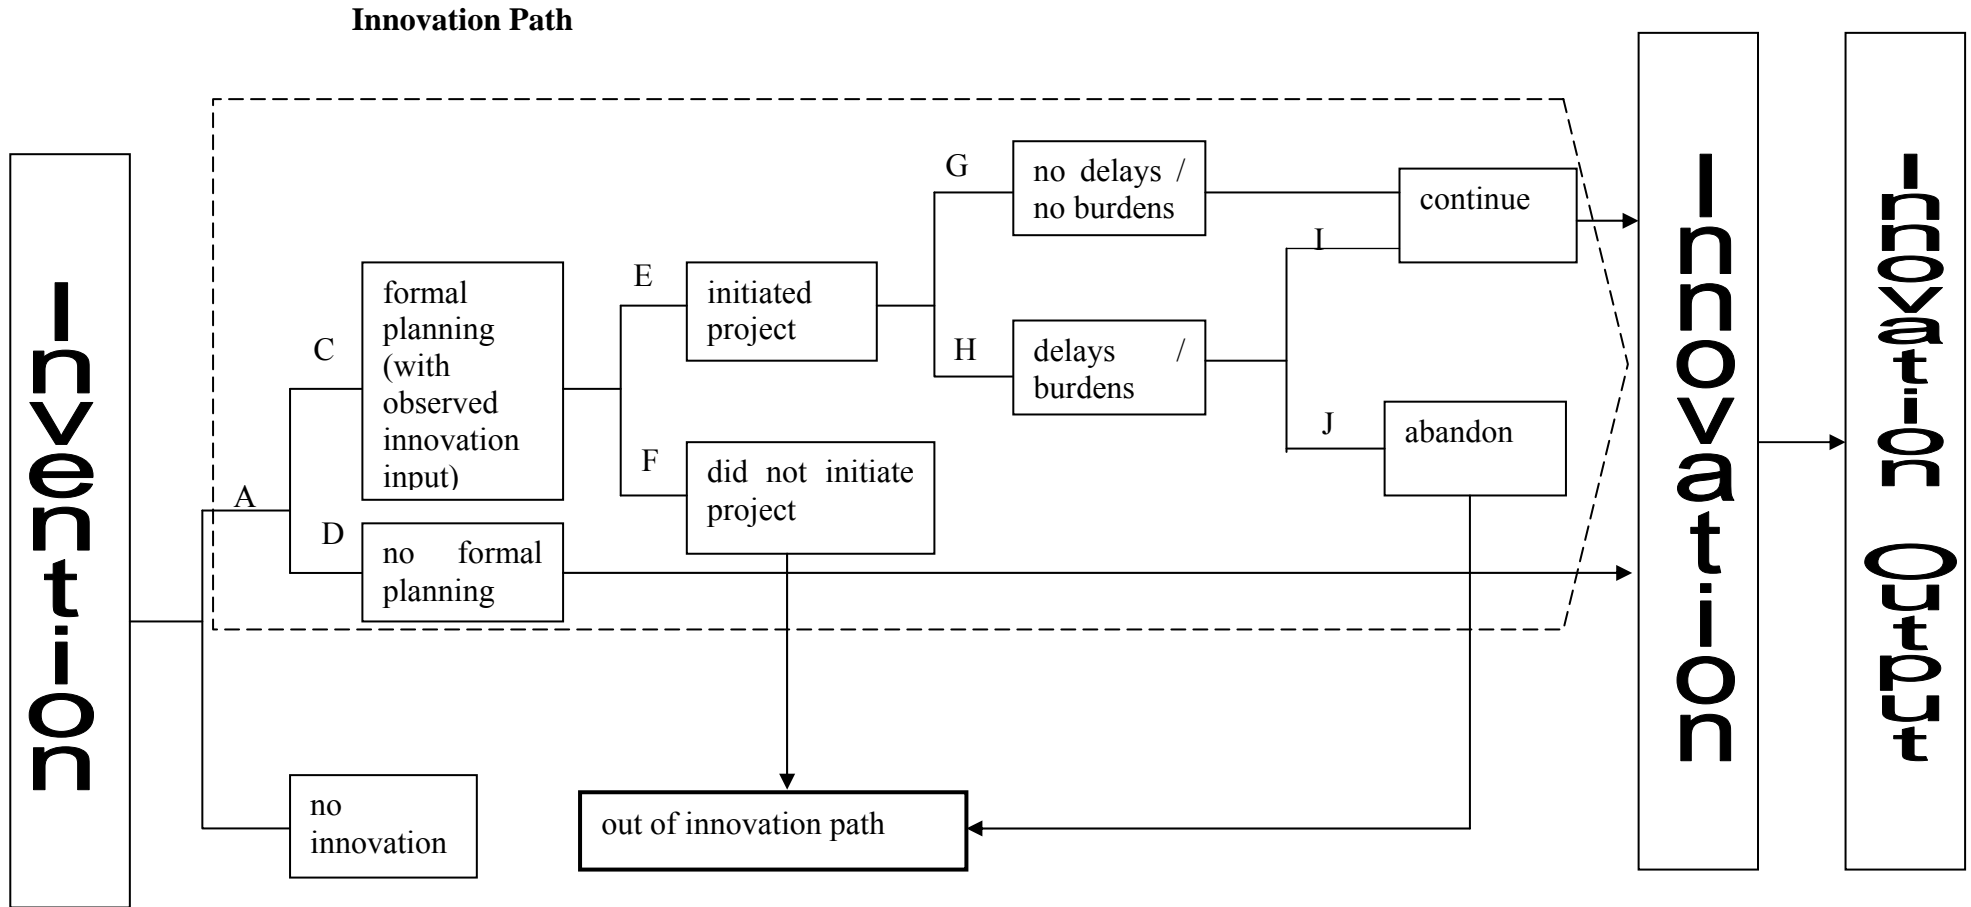 Innovation Path
Invention
A
C
formal
planning
(with
observed
innovation
input)
D
no formal
planning
no
innovation
E
initiated
project
F
did not initiate
project
out of innovation path
G
no delays /
no burdens
H
delays /
burdens
I
continue
J
abandon
Innovation
Innovation Output